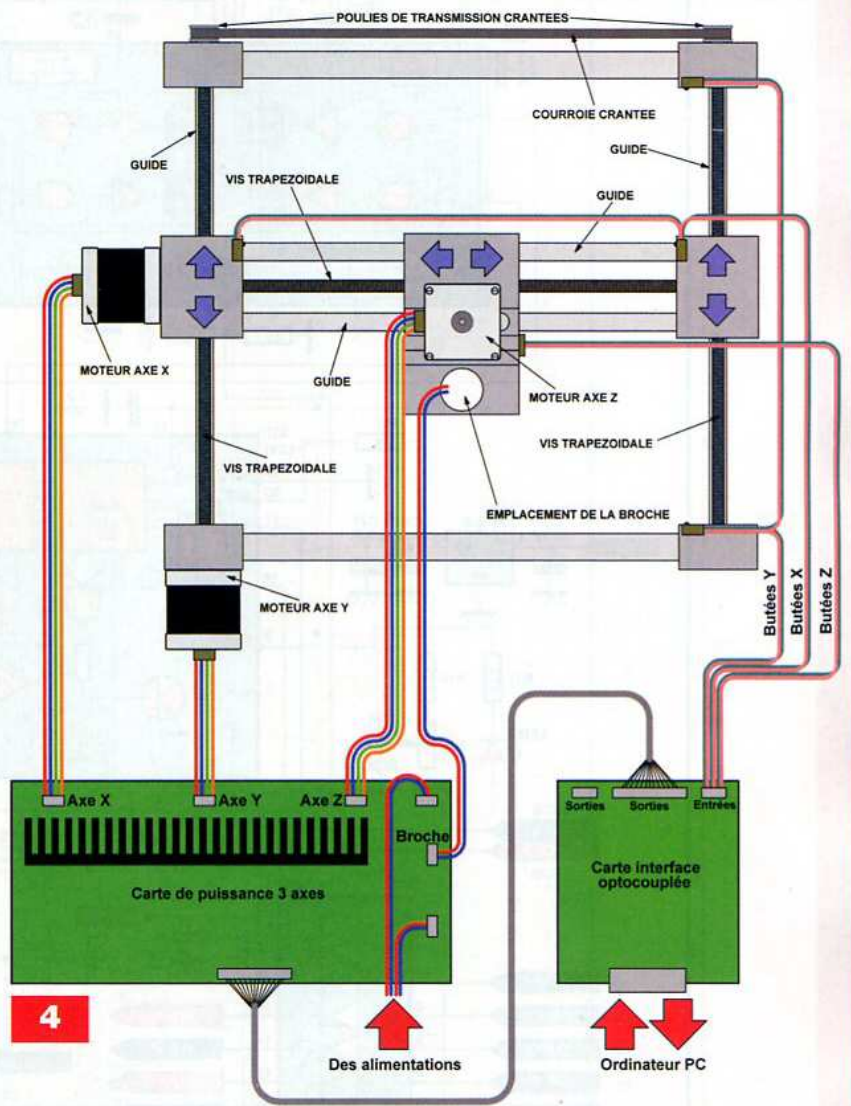 POULIES DE TRANSMISSION CRANTEES
COURROIE CRANTEE
GUIDE
GUIDE
VIS TRAPEZOIDALE
GUIDE
MOTEUR AXE X
GUIDE
MOTEUR AXE Z
VIS TRAPEZOIDALE
VIS TRAPEZOIDALE
EMPLACEMENT DE LA BROCHE
MOTEUR AXE Y
Butées Y
Butées X
Butées Z
Axe X
Axe Y
Axe Z
Broche
Carte de puissance 3 axes
Sorties
Sorties
Entrées
Carte interface
optocouplée
4
Des alimentations
Ordinateur PC